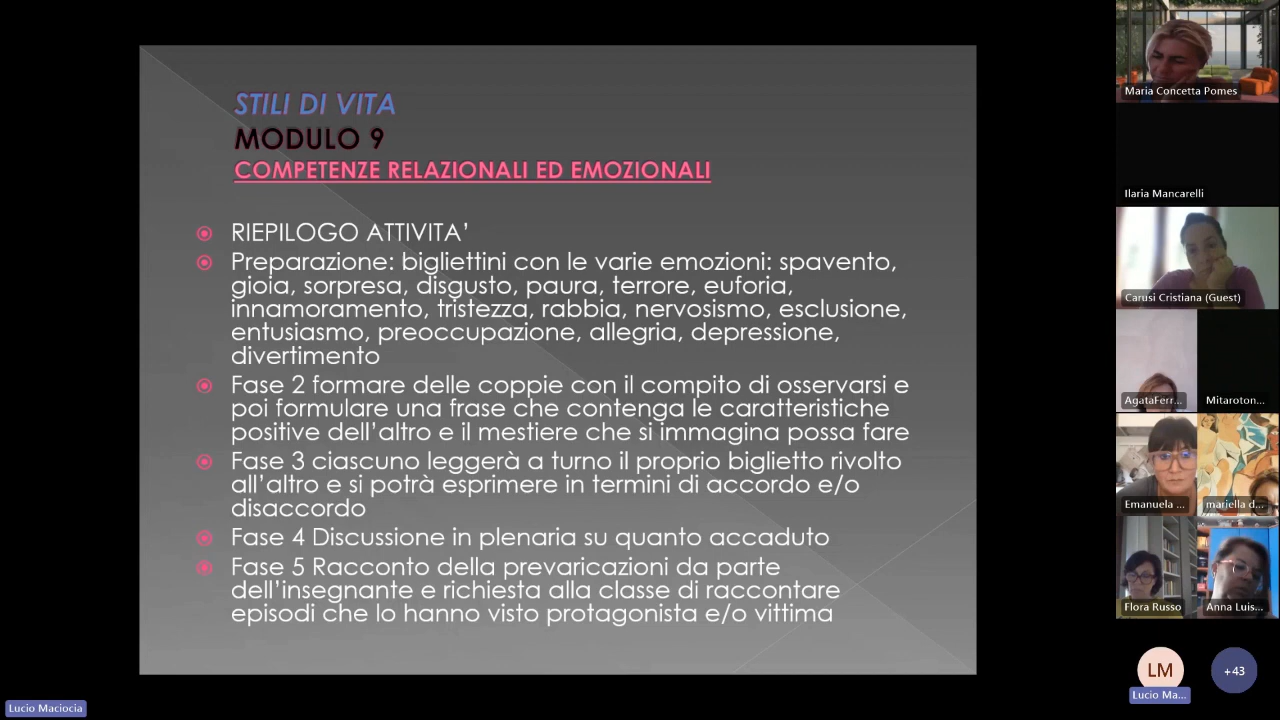 STILI DI VITA
MODULO 9
COMPETENZE RELAZIONALI ED EMOZIONALI
RIEPILOGO ATTIVITA’
Preparazione: bigliettini con le varie emozioni: spavento,
gioia, sorpresa, disgusto, paura, terrore, euforia,
innamoramento, tristezza, rabbia, nervosismo, esclusione,
entusiasmo, preoccupazione, allegria, depressione,
divertimento
Fase 2 formare delle coppie con il compito di osservarsi e
poi formulare una frase che contenga le caratteristiche
positive dell’altro e il mestiere che si immagina possa fare
Fase 3 ciascuno leggerà a turno il proprio biglietto rivolto
all’altro e si potrà esprimere in termini di accordo e/o
disaccordo
Fase 4 Discussione in plenaria su quanto accaduto
Fase 5 Racconto della prevaricazioni da parte
dell’insegnante e richiesta alla classe di raccontare
episodi che lo hanno visto protagonista e/o vittima
Maria Concetta Pomes
Ilaria Mancarelli
Carusi Cristiana (Guest)
AgataFerr...
Mitaroton...
Emanuela ...
mariella d...
Flora Russo
Anna Luis...
LM
+43
Lucio Ma...
Lucio Maciocia